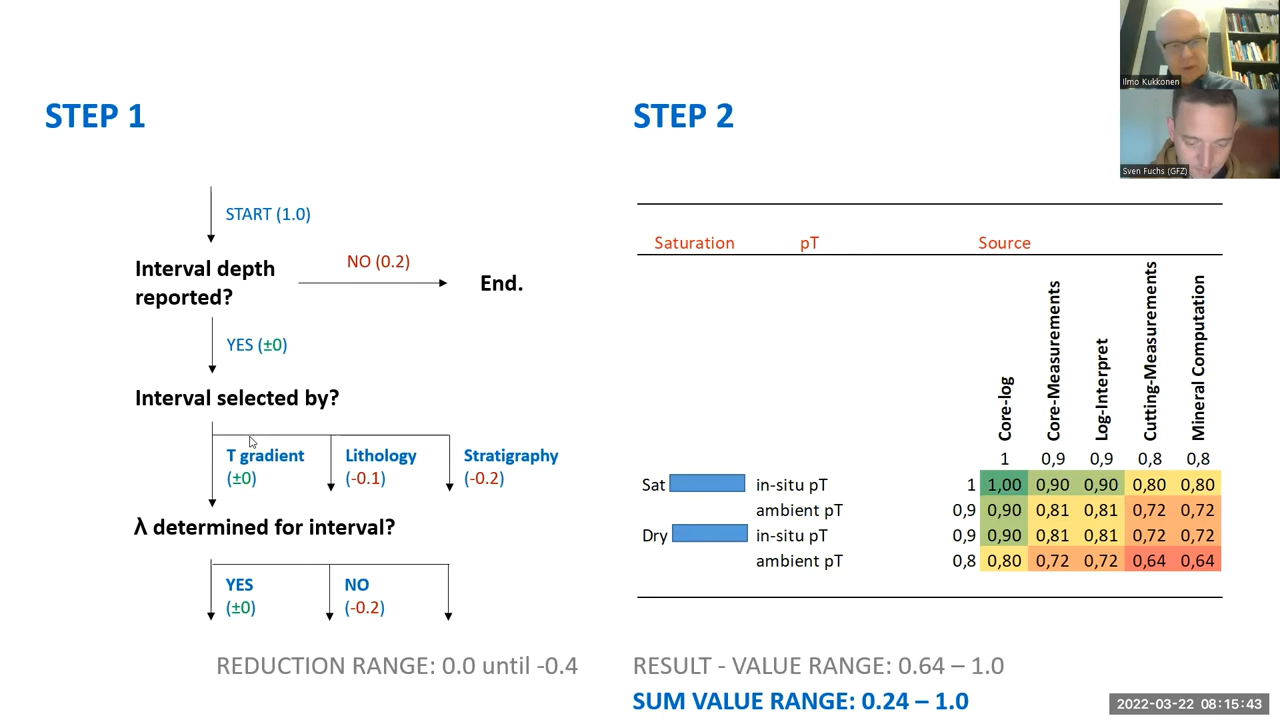 STEP 1
START (1.0)
Interval depth
reported?
NO (0.2)
End.
YES (±0)
Interval selected by?
T gradient
(±0)
Lithology
(-0.1)
Stratigraphy
(-0.2)
λ determined for interval?
YES
(±0)
NO
(-0.2)
REDUCTION RANGE: 0.0 until -0.4
STEP 2
Saturation pT Source
Core-log
Core-Measurements
Log-Interpret
Cutting-Measurements
Mineral Computation
1 0,9 0,9 0,8 0,8
Sat in-situ pT 1 1,00 0,90 0,90 0,80 0,80
ambient pT 0,9 0,90 0,81 0,81 0,72 0,72
Dry in-situ pT 0,9 0,90 0,81 0,81 0,72 0,72
ambient pT 0,8 0,80 0,72 0,72 0,64 0,64
RESULT - VALUE RANGE: 0.64 – 1.0
SUM VALUE RANGE: 0.24 – 1.0
Ilmo Kukkonen
Sven Fuchs (GFZ)
2022-03-22 08:15:43